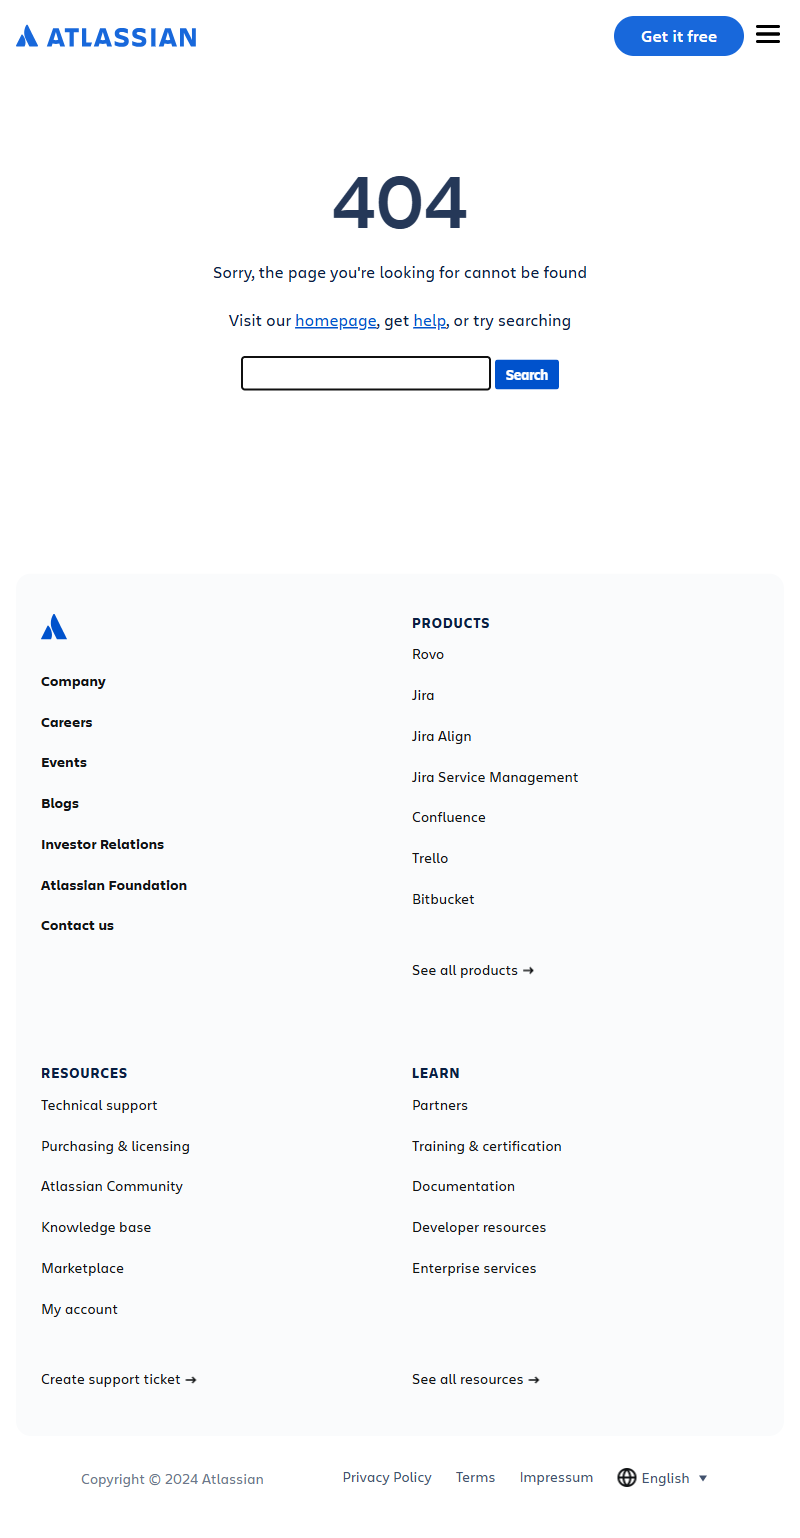 ATLASSIAN
Get it free
404
Sorry, the page you're looking for cannot be found
Visit our homepage, get help, or try searching
Search
Company
Careers
Events
Blogs
Investor Relations
Atlassian Foundation
Contact us
PRODUCTS
Rovo
Jira
Jira Align
Jira Service Management
Confluence
Trello
Bitbucket
See all products →
RESOURCES
Technical support
Purchasing & licensing
Atlassian Community
Knowledge base
Marketplace
My account
Create support ticket →
LEARN
Partners
Training & certification
Documentation
Developer resources
Enterprise services
See all resources →
Copyright © 2024 Atlassian
Privacy Policy
Terms
Impressum
English